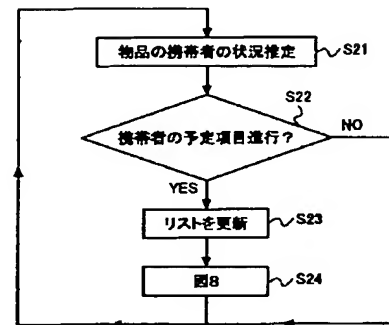 物品の携帯者の状況推定
S21
S22
携帯者の予定項目進行？
NO
YES
リストを更新
S23
図8
S24